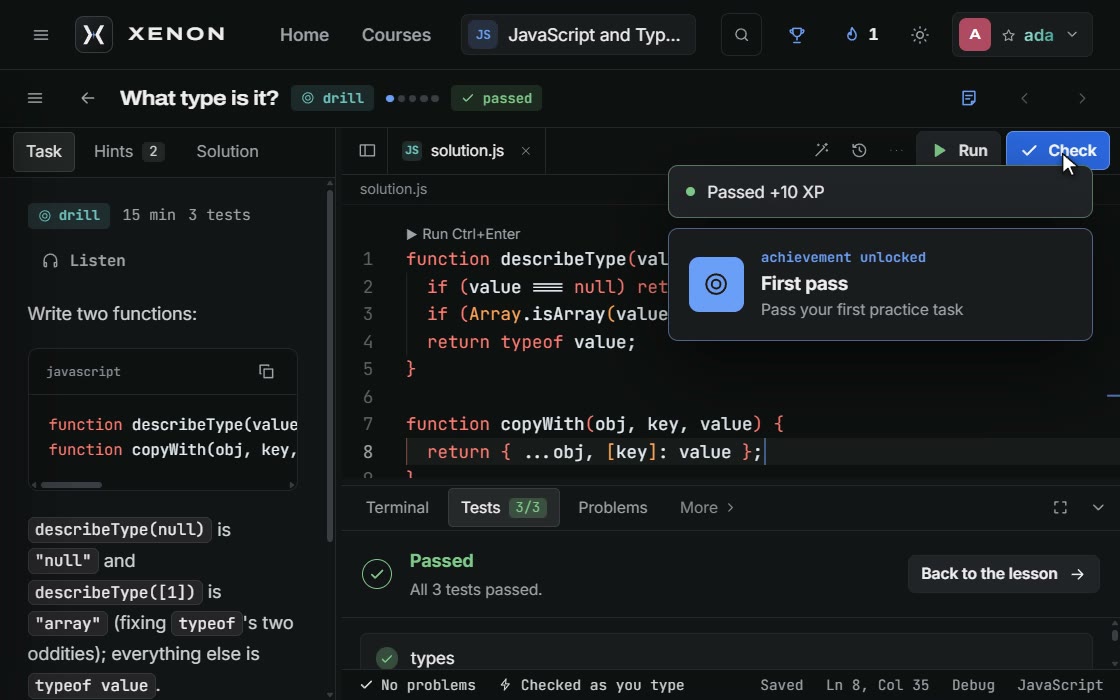 XENON
Home
Courses
JS
JavaScript and Typ...
1
A
ada
What type is it?
drill
passed
Task
Hints
2
Solution
JS
solution.js
Run
Check
solution.js
drill
15 min
3 tests
Listen
Write two functions:
javascript
function describeType(value
function copyWith(obj, key,
describeType(null) is
"null" and
describeType([1]) is
"array" (fixing typeof's two
oddities); everything else is
typeof value.
Run Ctrl+Enter
1 function describeType(val
2 if (value === null) ret
3 if (Array.isArray(value
4 return typeof value;
5 }
6
7 function copyWith(obj, key, value) {
8 return { ...obj, [key]: value };
9 }
Passed +10 XP
achievement unlocked
First pass
Pass your first practice task
Terminal
Tests
3/3
Problems
More
Passed
All 3 tests passed.
Back to the lesson
types
No problems
Checked as you type
Saved
Ln 8, Col 35
Debug
JavaScript